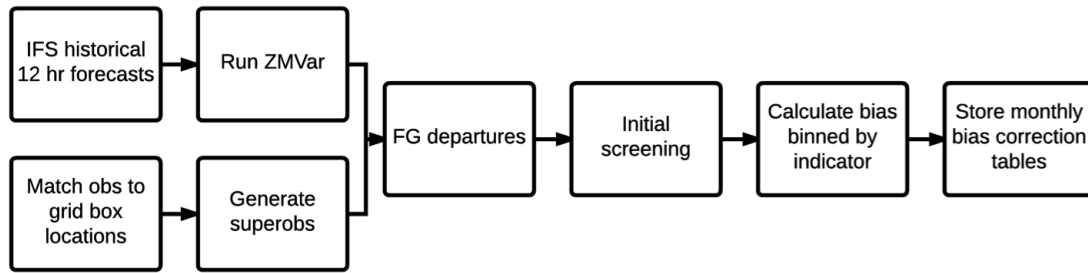 IFS historical
12 hr forecasts
Run ZMVar
Match obs to
grid box
locations
Generate
superobs
FG departures
Initial
screening
Calculate bias
binned by
indicator
Store monthly
bias correction
tables